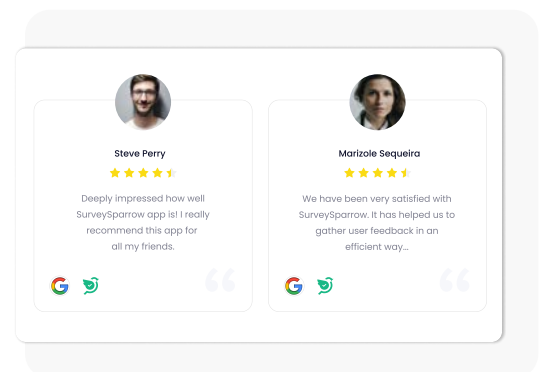 Steve Perry
Deeply impressed how well
SurveySparrow app is! I really
recommend this app for
all my friends.
Marizole Sequeira
We have been very satisfied with
SurveySparrow. It has helped us to
gather user feedback in an
efficient way...